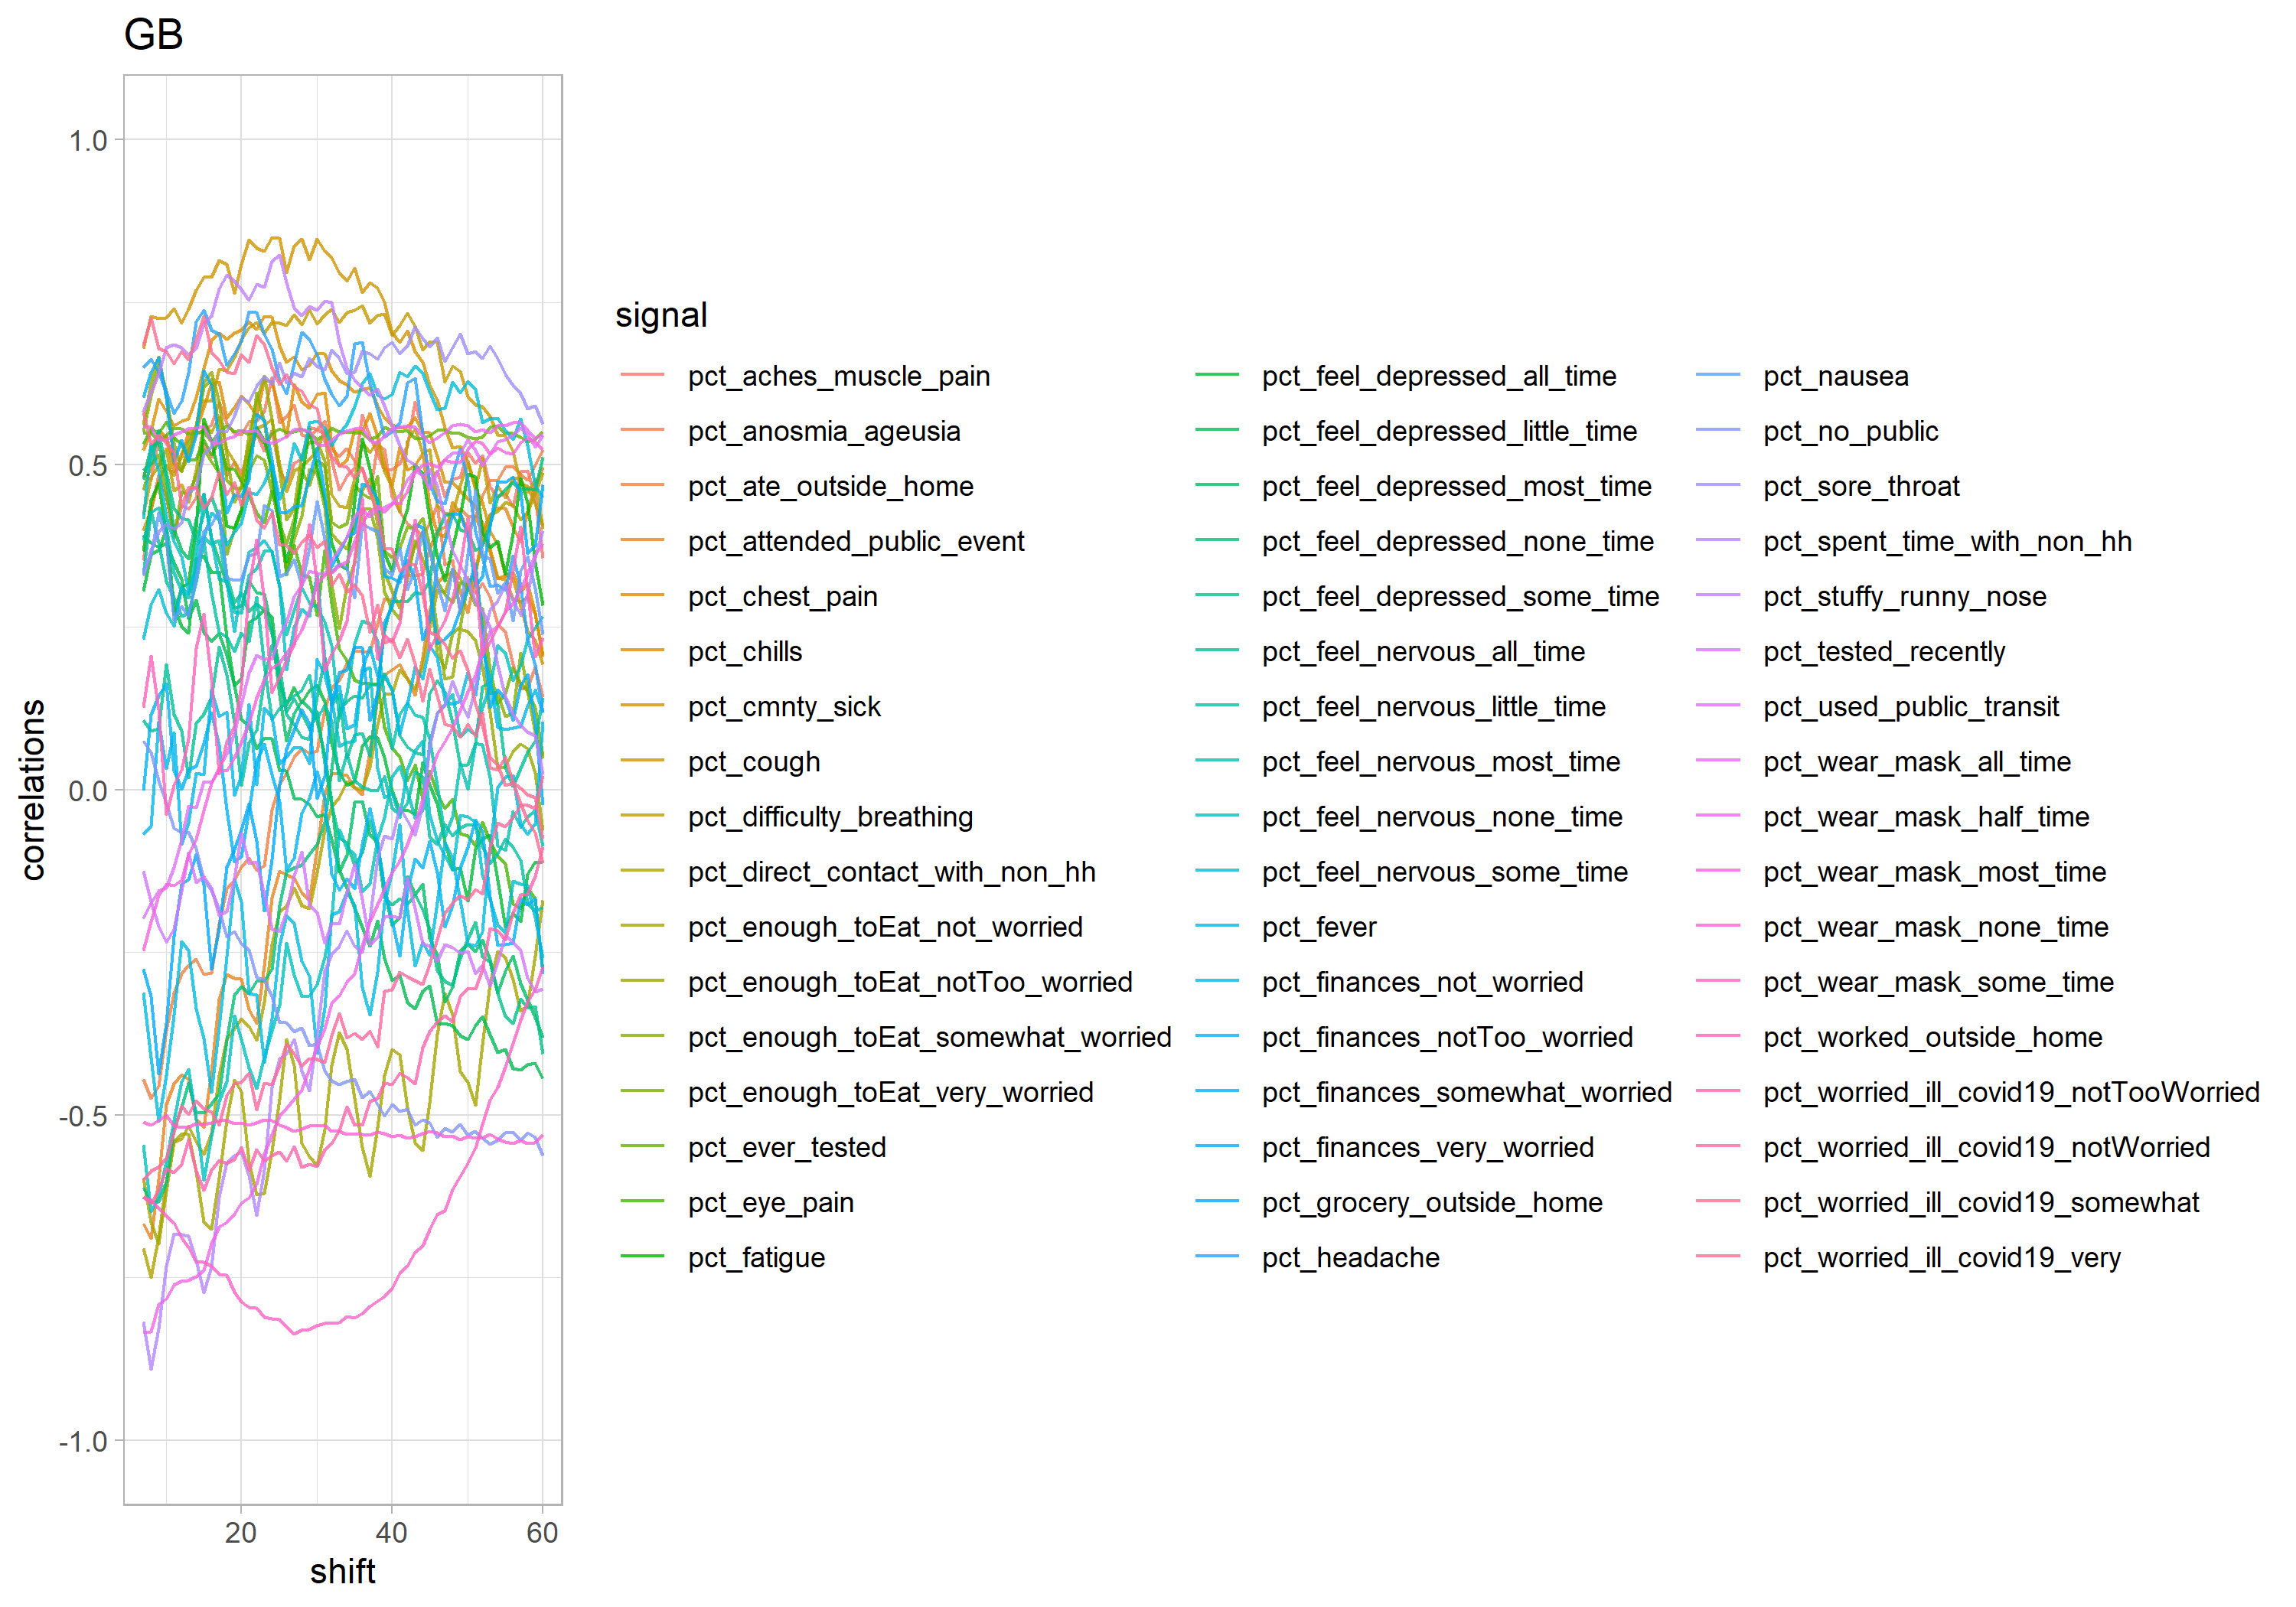 GB
1.0
0.5
0.0
-0.5
-1.0
correlations
20 40 60
shift
signal
pct_aches_muscle_pain
pct_anosmia_ageusia
pct_ate_outside_home
pct_attended_public_event
pct_chest_pain
pct_chills
pct_cmnty_sick
pct_cough
pct_difficulty_breathing
pct_direct_contact_with_non_hh
pct_enough_toEat_not_worried
pct_enough_toEat_notToo_worried
pct_enough_toEat_somewhat_worried
pct_enough_toEat_very_worried
pct_ever_tested
pct_eye_pain
pct_fatigue
pct_feel_depressed_all_time
pct_feel_depressed_little_time
pct_feel_depressed_most_time
pct_feel_depressed_none_time
pct_feel_depressed_some_time
pct_feel_nervous_all_time
pct_feel_nervous_little_time
pct_feel_nervous_most_time
pct_feel_nervous_none_time
pct_feel_nervous_some_time
pct_fever
pct_finances_not_worried
pct_finances_notToo_worried
pct_finances_somewhat_worried
pct_finances_very_worried
pct_grocery_outside_home
pct_headache
pct_nausea
pct_no_public
pct_sore_throat
pct_spent_time_with_non_hh
pct_stuffy_runny_nose
pct_tested_recently
pct_used_public_transit
pct_wear_mask_all_time
pct_wear_mask_half_time
pct_wear_mask_most_time
pct_wear_mask_none_time
pct_wear_mask_some_time
pct_worked_outside_home
pct_worried_ill_covid19_notTooWorried
pct_worried_ill_covid19_notWorried
pct_worried_ill_covid19_somewhat
pct_worried_ill_covid19_very